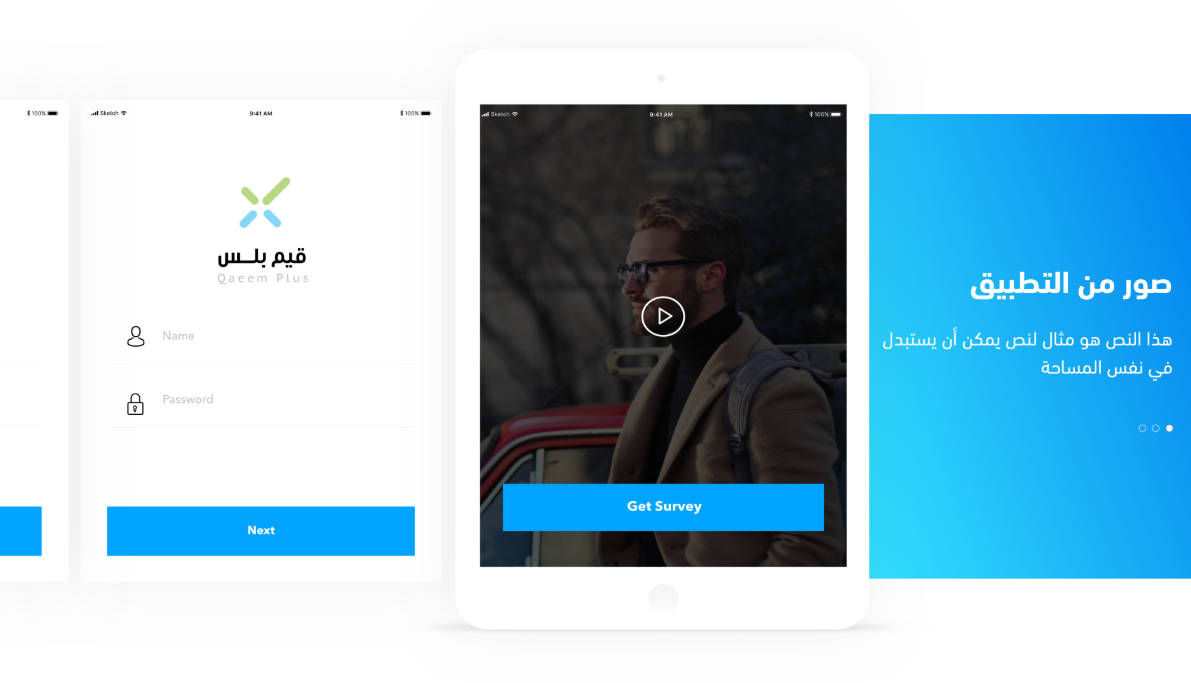 100%
Sketch
9:41 AM
100%
قيم بلــس
Qaeem Plus
Name
Password
Next
Sketch
9:41 AM
100%
Get Survey
صور من التطبيق
هذا النص هو مثال لنص يمكن أن يستبدل
في نفس المساحة